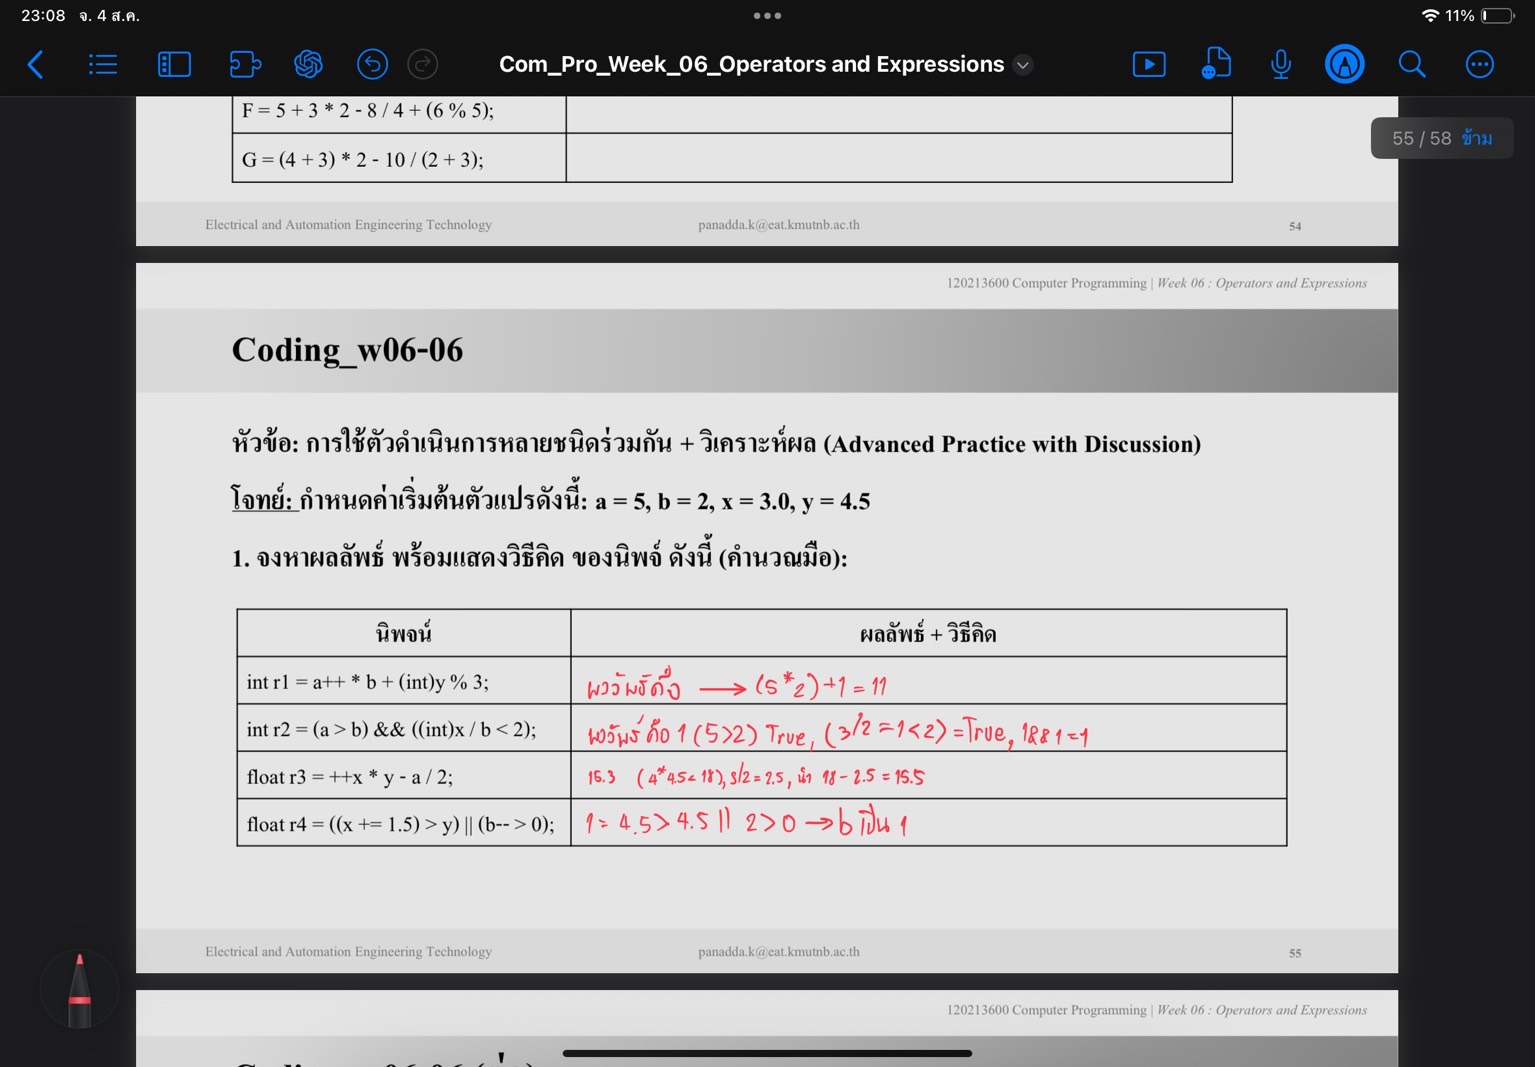 23:08 จ. 4 ส.ค.
11%
Com_Pro_Week_06_Operators and Expressions
55 / 58 ข้าม
F = 5 + 3 * 2 - 8 / 4 + (6 % 5);
G = (4 + 3) * 2 - 10 / (2 + 3);
Electrical and Automation Engineering Technology panadda.k@eat.kmutnb.ac.th 54
120213600 Computer Programming | Week 06 : Operators and Expressions
Coding_w06-06
หัวข้อ: การใช้ตัวดำเนินการหลายชนิดร่วมกัน + วิเคราะห์ผล (Advanced Practice with Discussion)
โจทย์: กำหนดค่าเริ่มต้นตัวแปรดังนี้: a = 5, b = 2, x = 3.0, y = 4.5
1. จงหาผลลัพธ์ พร้อมแสดงวิธีคิด ของนิพจ์ ดังนี้ (คำนวณมือ):
นิพจน์ ผลลัพธ์ + วิธีคิด
int r1 = a++ * b + (int)y % 3; → (5*2)+1 = 11
int r2 = (a > b) && ((int)x / b < 2); คือ 1 (5>2) True, (3/2 = 1<2) = True, 1&&1=1
float r3 = ++x * y - a / 2; 15.3 (4*4.5= 18), 5/2 = 2.5, นำ 18 - 2.5 = 15.5
float r4 = ((x += 1.5) > y) || (b-- > 0); 1 = 4.5 > 4.5 || 2 > 0 → b เป็น 1
Electrical and Automation Engineering Technology panadda.k@eat.kmutnb.ac.th 55
120213600 Computer Programming | Week 06 : Operators and Expressions